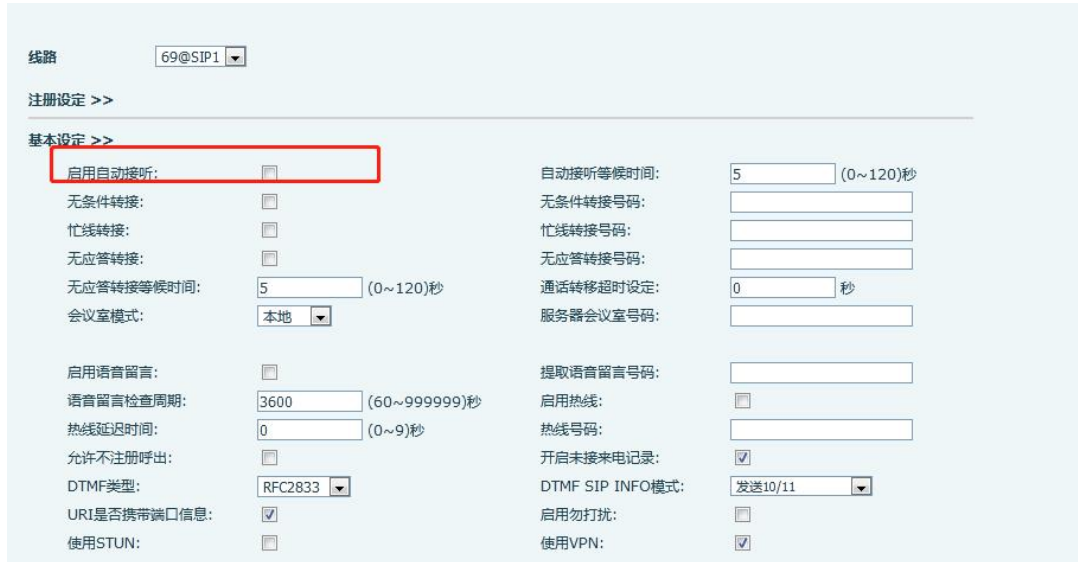 线路 69@SIP1
注册设定 >>
基本设定 >>
启用自动接听: 自动接听等候时间: 5 (0~120)秒
无条件转接: 无条件转接号码:
忙线转接: 忙线转接号码:
无应答转接: 无应答转接号码:
无应答转接等候时间: 5 (0~120)秒 通话转移超时设定: 0 秒
会议室模式: 本地 服务器会议室号码:
启用语音留言: 提取语音留言号码:
语音留言检查周期: 3600 (60~999999)秒 启用热线:
热线延迟时间: 0 (0~9)秒 热线号码:
允许不注册呼出: 开启未接来电记录:
DTMF类型: RFC2833 DTMF SIP INFO模式: 发送10/11
URI是否携带端口信息: 启用勿打扰:
使用STUN: 使用VPN: